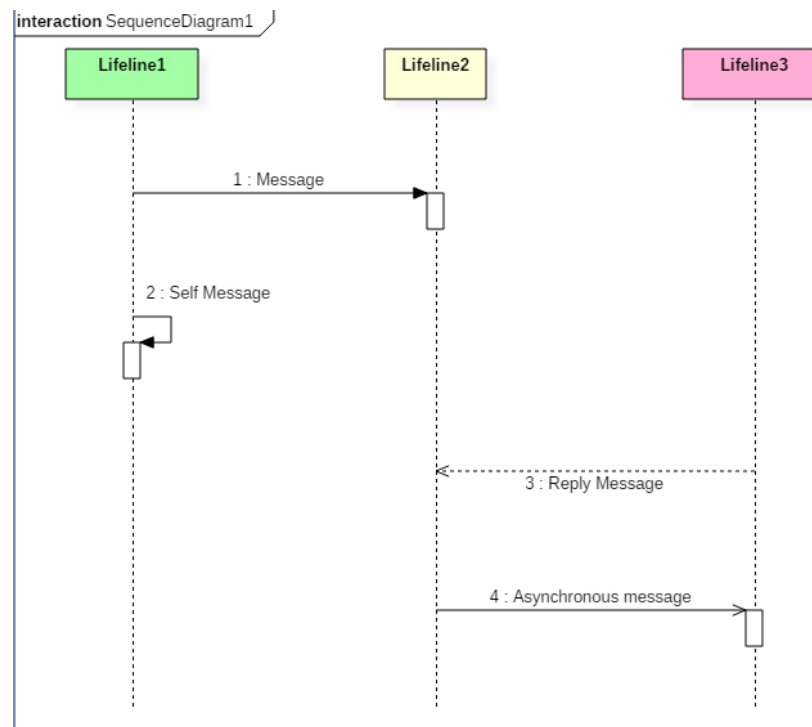 interaction SequenceDiagram1
Lifeline1
Lifeline2
Lifeline3
1 : Message
2 : Self Message
3 : Reply Message
4 : Asynchronous message